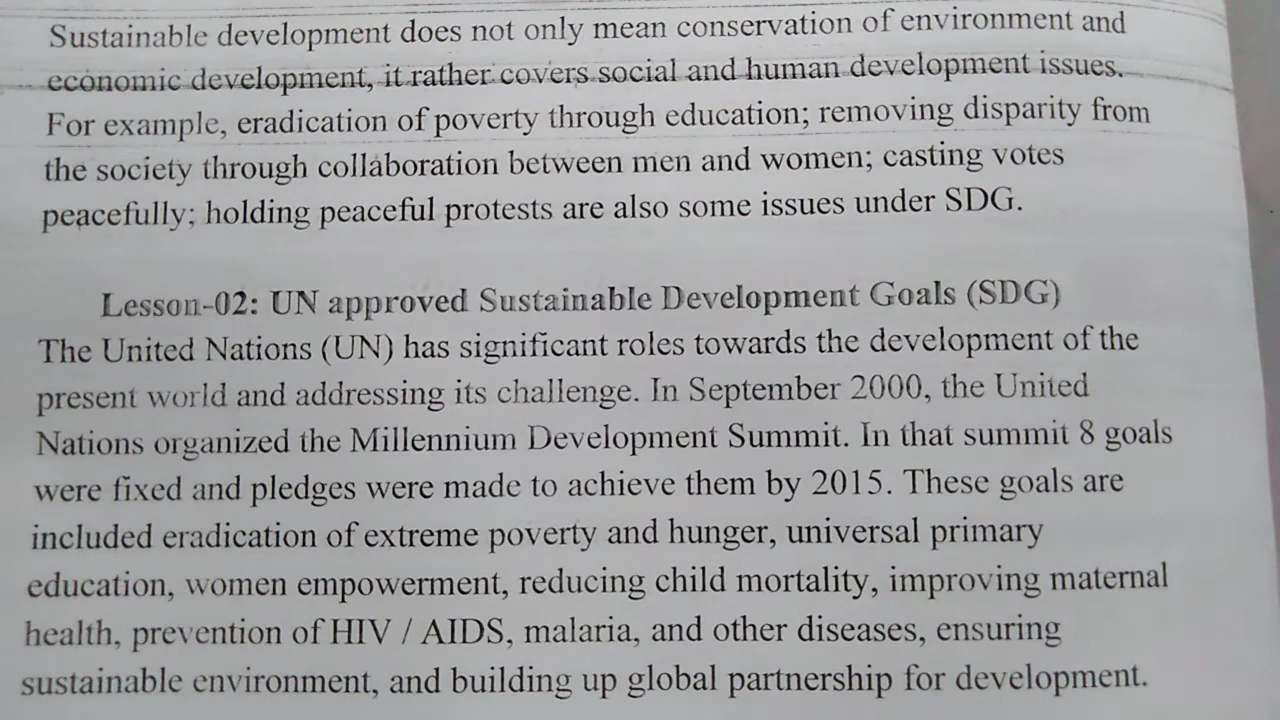 Sustainable development does not only mean conservation of environment and
economic development, it rather covers social and human development issues.
For example, eradication of poverty through education; removing disparity from
the society through collaboration between men and women; casting votes
peacefully; holding peaceful protests are also some issues under SDG.
Lesson-02: UN approved Sustainable Development Goals (SDG)
The United Nations (UN) has significant roles towards the development of the
present world and addressing its challenge. In September 2000, the United
Nations organized the Millennium Development Summit. In that summit 8 goals
were fixed and pledges were made to achieve them by 2015. These goals are
included eradication of extreme poverty and hunger, universal primary
education, women empowerment, reducing child mortality, improving maternal
health, prevention of HIV / AIDS, malaria, and other diseases, ensuring
sustainable environment, and building up global partnership for development.